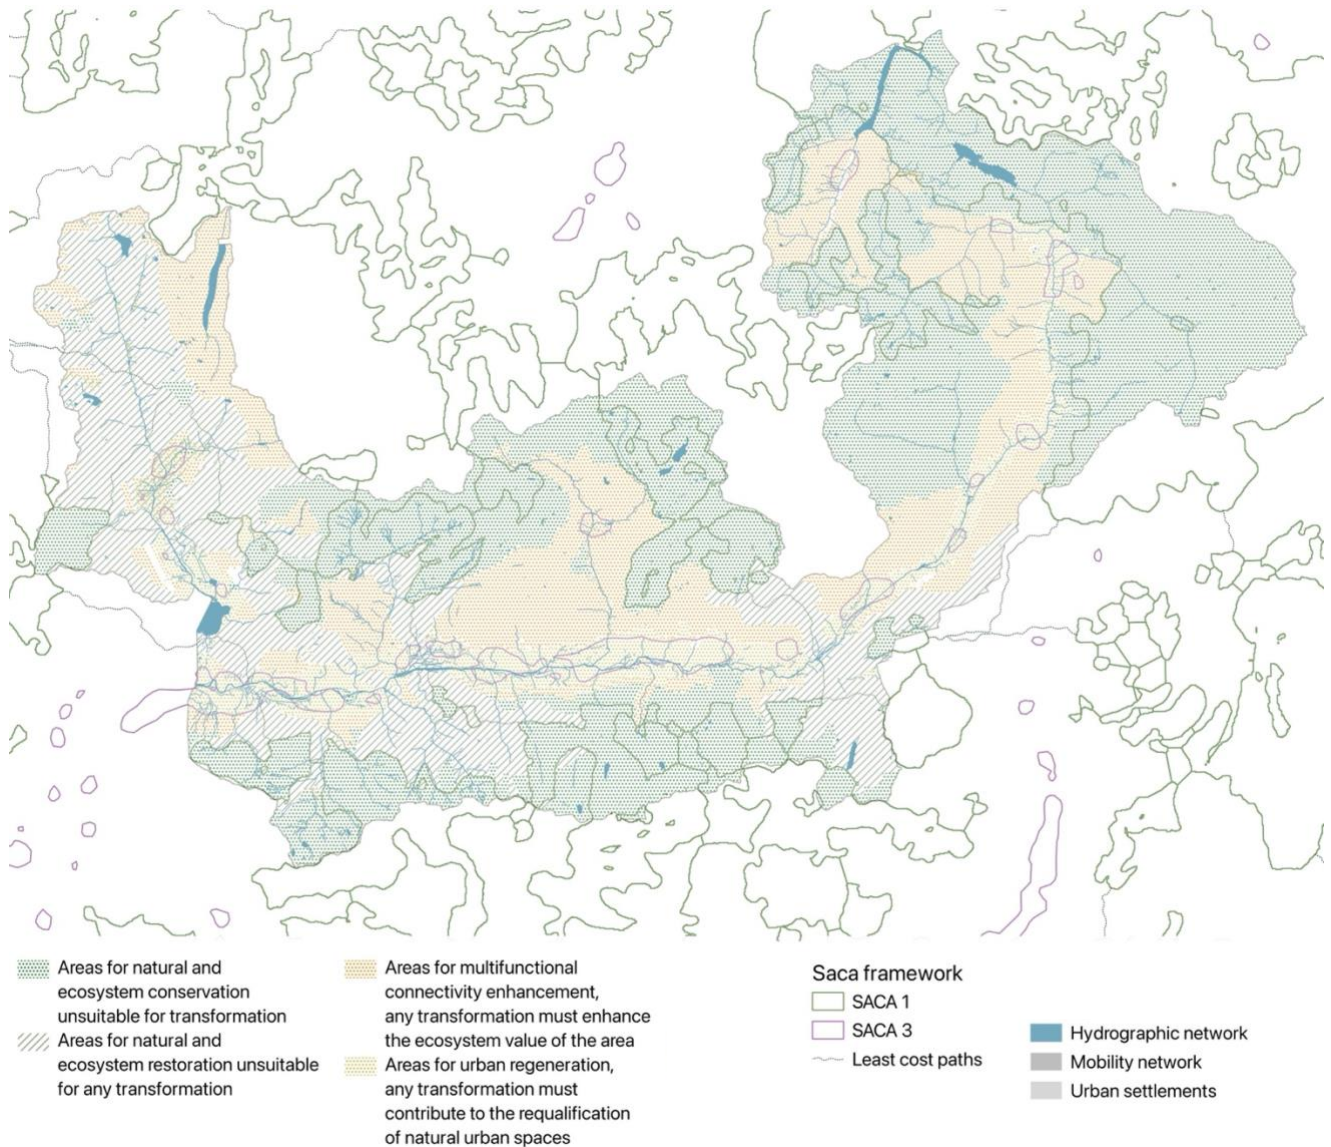 Areas for natural and
ecosystem conservation
unsuitable for transformation
Areas for natural and
ecosystem restoration unsuitable
for any transformation
Areas for multifunctional
connectivity enhancement,
any transformation must enhance
the ecosystem value of the area
Areas for urban regeneration,
any transformation must
contribute to the requalification
of natural urban spaces
Saca framework
SACA 1
SACA 3
Least cost paths
Hydrographic network
Mobility network
Urban settlements